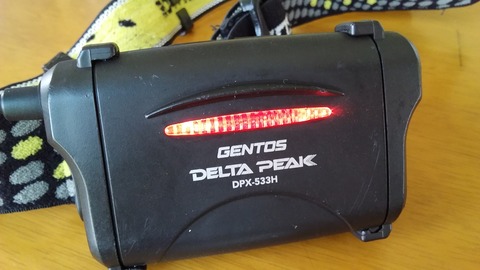 GENTOS
DELTA PEAK
DPX-533H